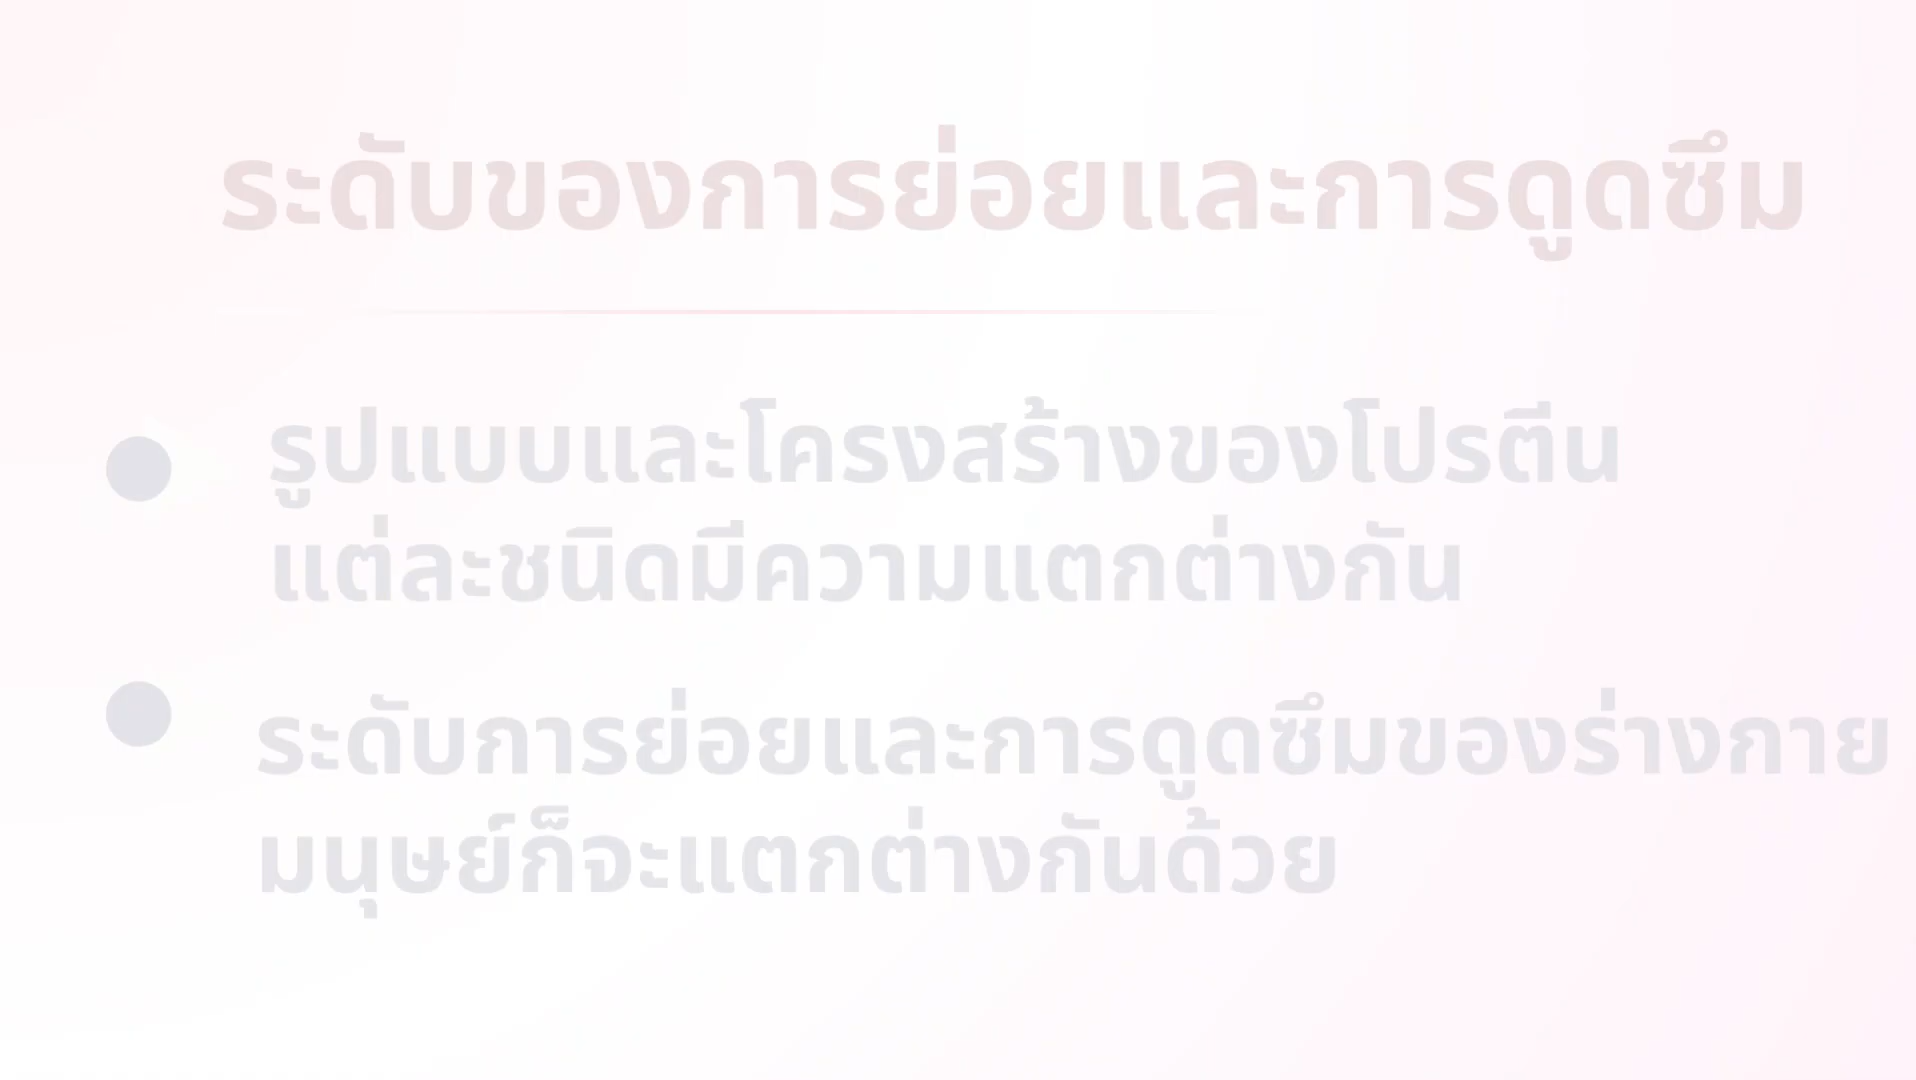 ระดับของการย่อยและการดูดซึม
รูปแบบและโครงสร้างของโปรตีน
แต่ละชนิดมีความแตกต่างกัน
ระดับการย่อยและการดูดซึมของร่างกาย
มนุษย์ก็จะแตกต่างกันด้วย